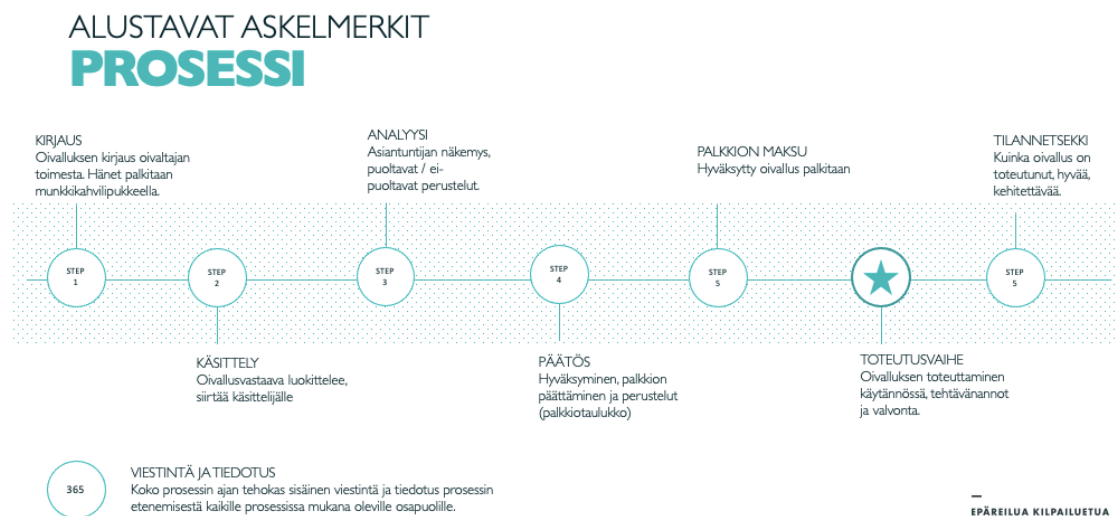 ALUSTAVAT ASKELMERKIT
PROSESSI
KIRJAUS
Oivalluksen kirjaus oivaltajan
toimesta. Hänet palkitaan
munkkikahvilipukkeella.
ANALYYSI
Asiantuntijan näkemys,
puoltavat / ei-
puoltavat perustelut.
PALKKION MAKSU
Hyväksytty oivallus palkitaan
TILANNETSEKKI
Kuinka oivallus on
toteutunut, hyvää,
kehitettävää.
STEP
1
STEP
2
STEP
3
STEP
4
STEP
5
STEP
5
KÄSITTELY
Oivallusvastaava luokittelee,
siirtää käsittelijälle
PÄÄTÖS
Hyväksyminen, palkkion
päättäminen ja perustelut
(palkkiotaulukko)
TOTEUTUSVAIHE
Oivalluksen toteuttaminen
käytännössä, tehtävänannot
ja valvonta.
365
VIESTINTÄ JA TIEDOTUS
Koko prosessin ajan tehokas sisäinen viestintä ja tiedotus prosessin
etenemisestä kaikille prosessissa mukana oleville osapuolille.
EPÄREILUA KILPAILUETUA